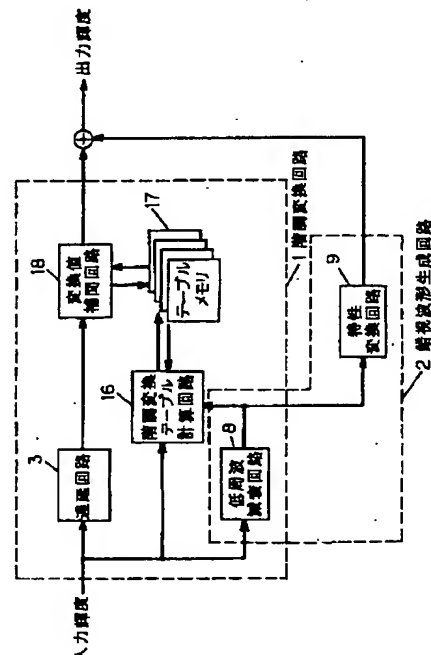 入力輝度
3
遅延回路
18
変換値
補間回路
17
テーブル
メモリ
16
階調変換
テーブル
計算回路
8
低周波
減衰回路
9
特性
変換回路
出力輝度
1 階調変換回路
2 鮮視波形生成回路